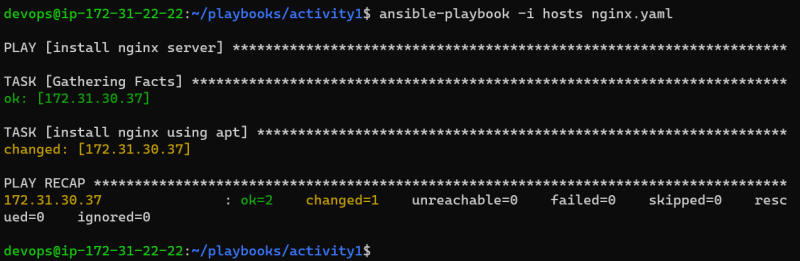 devops@ip-172-31-22-22:~/playbooks/activity1$ ansible-playbook -i hosts nginx.yaml
PLAY [install nginx server] ********************************************************************
TASK [Gathering Facts] *************************************************************************
ok: [172.31.30.37]
TASK [install nginx using apt] *****************************************************************
changed: [172.31.30.37]
PLAY RECAP *************************************************************************************
172.31.30.37               : ok=2    changed=1    unreachable=0    failed=0    skipped=0    resc
ued=0    ignored=0
devops@ip-172-31-22-22:~/playbooks/activity1$